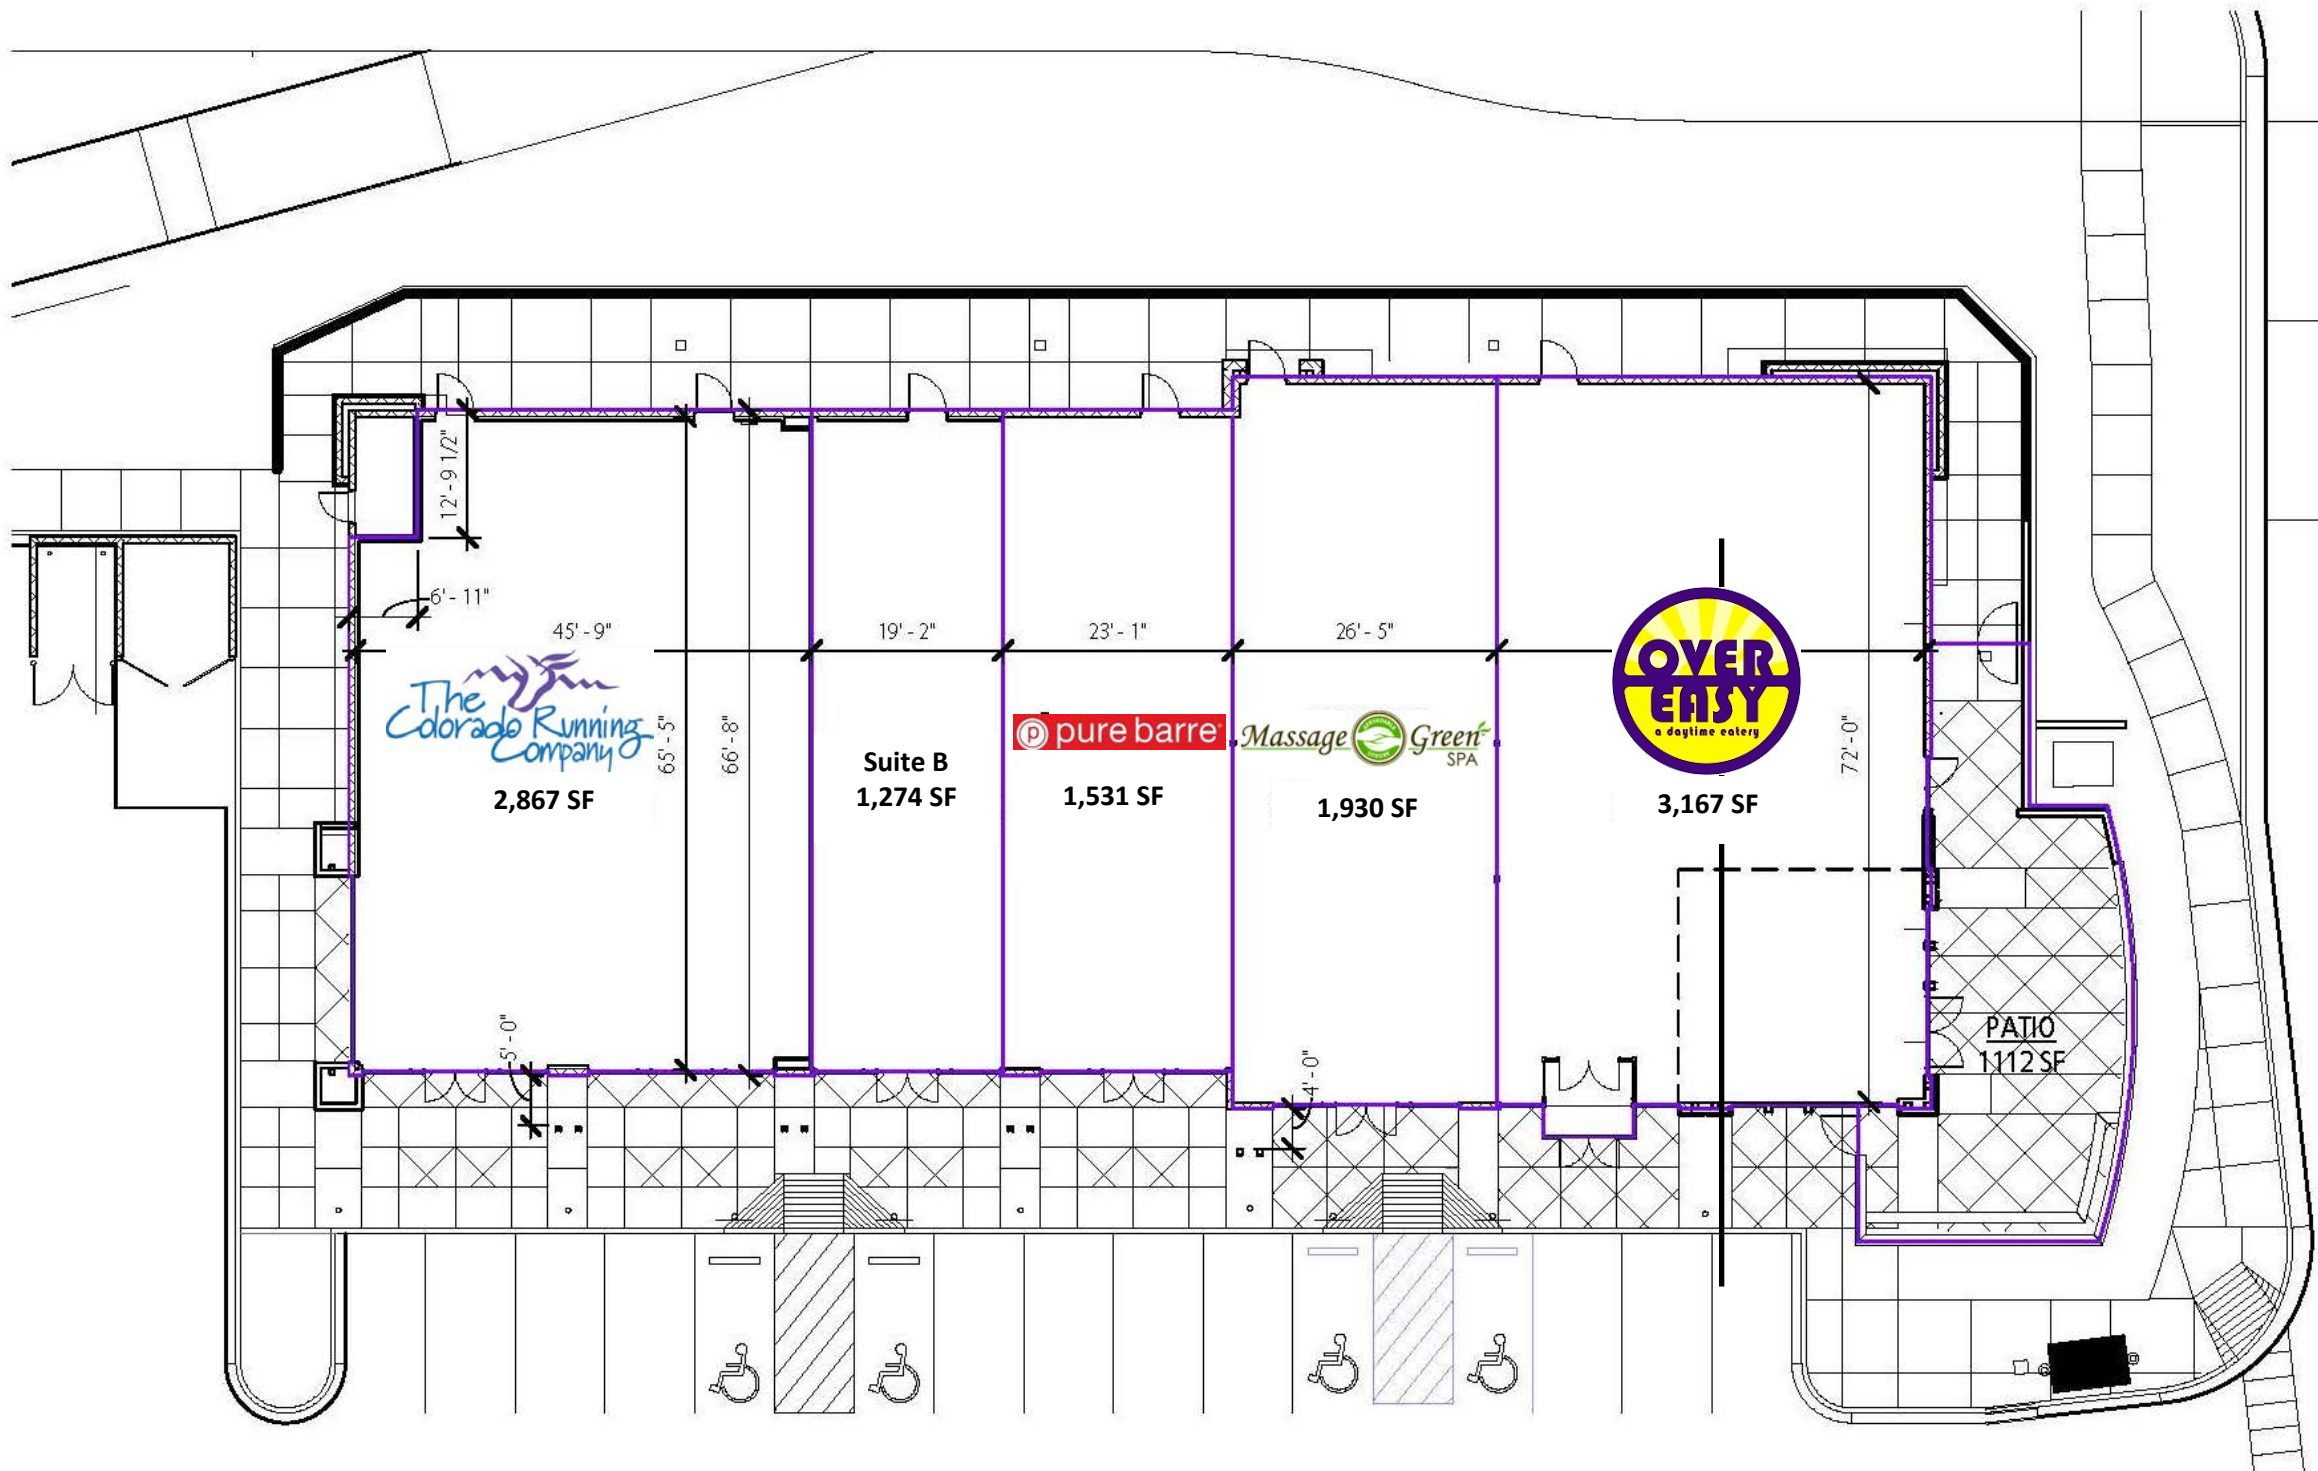 12' - 9 1/2"
6' - 11"
45' - 9"
19' - 2"
23' - 1"
26' - 5"
The
Colorado Running
Company
65' - 5"
66' - 8"
Suite B
pure barre
Massage Green
SPA
OVER
EASY
a daytime eatery
72' - 0"
2,867 SF
1,274 SF
1,531 SF
1,930 SF
3,167 SF
5' - 0"
4' - 0"
PATIO
1112 SF